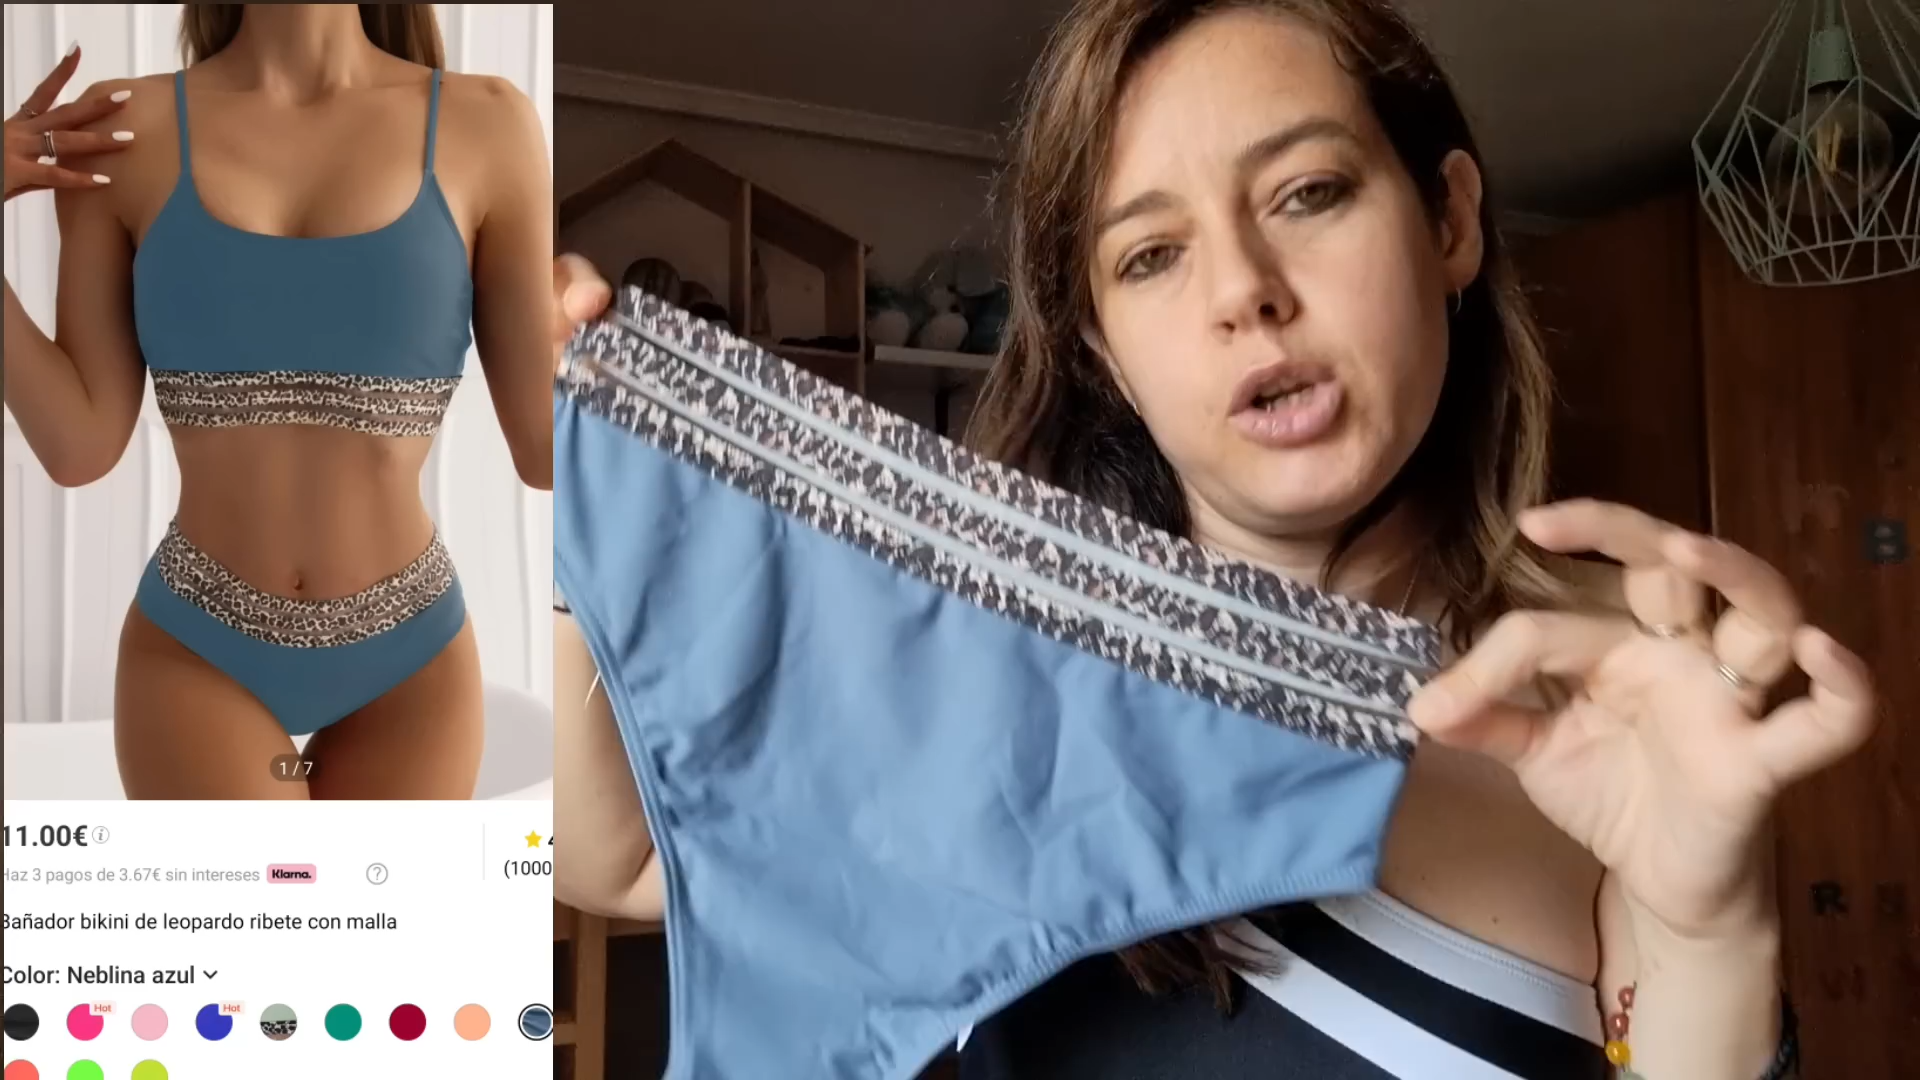 1 / 7
11.00€
Haz 3 pagos de 3.67€ sin intereses Klarna. ?
(1000
Bañador bikini de leopardo ribete con malla
Color: Neblina azul
Hot Hot
B
R S